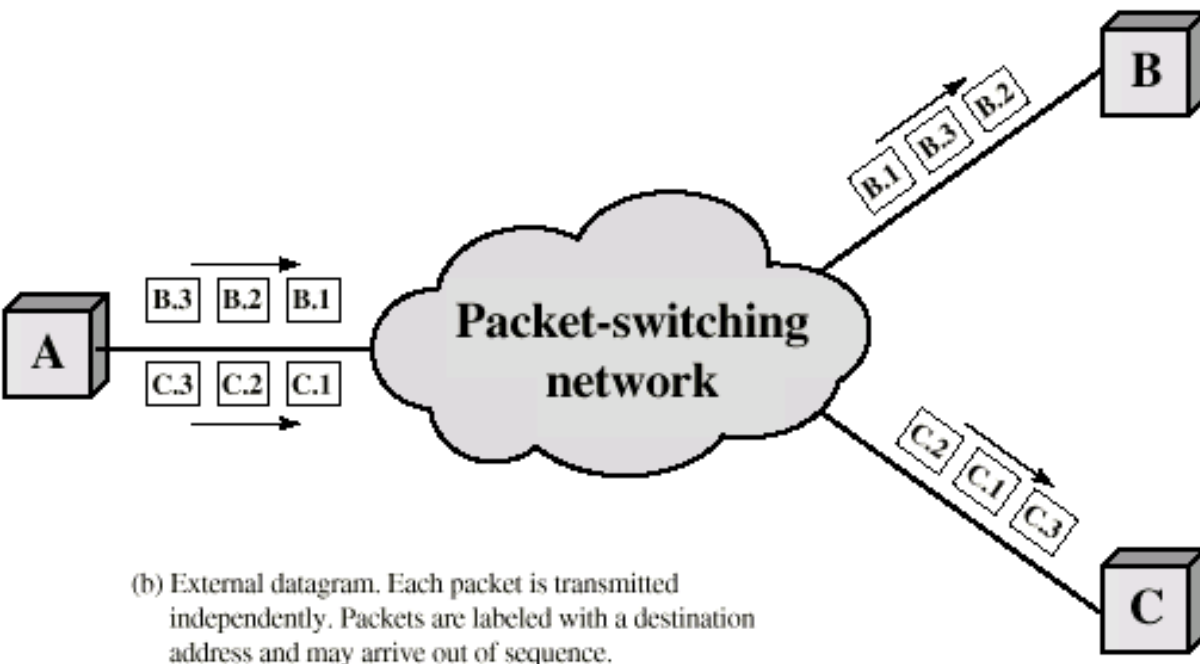 B
B.1 B.3 B.2
B.3 B.2 B.1
A
Packet-switching
network
C.3 C.2 C.1
C.2 C.1 C.3
C
(b) External datagram. Each packet is transmitted
independently. Packets are labeled with a destination
address and may arrive out of sequence.